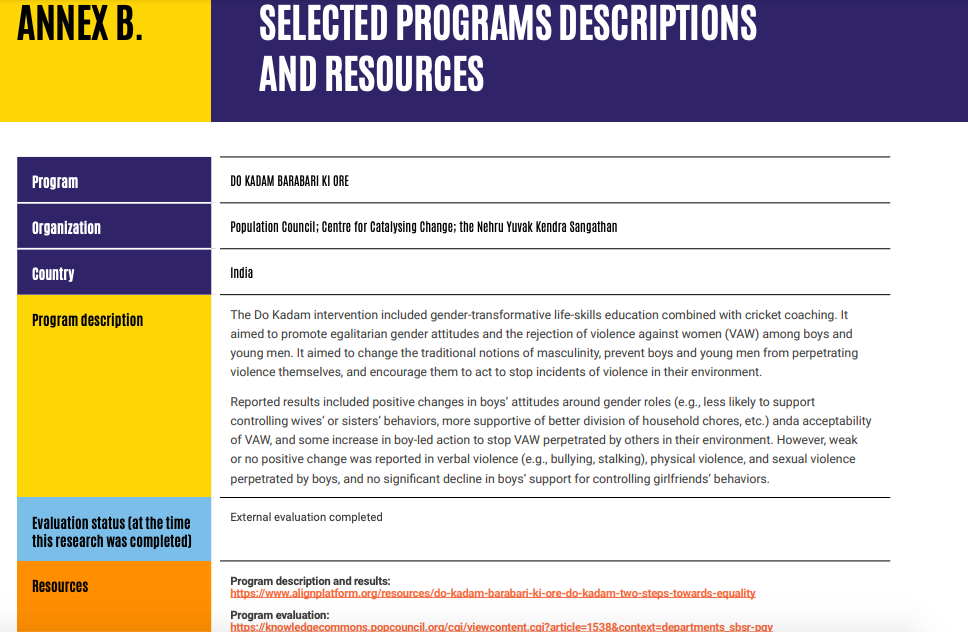 ANNEX B.
SELECTED PROGRAMS DESCRIPTIONS
AND RESOURCES
Program
DO KADAM BARABARI KI ORE
Organization
Population Council; Centre for Catalysing Change; the Nehru Yuvak Kendra Sangathan
Country
India
Program description
The Do Kadam intervention included gender-transformative life-skills education combined with cricket coaching. It
aimed to promote egalitarian gender attitudes and the rejection of violence against women (VAW) among boys and
young men. It aimed to change the traditional notions of masculinity, prevent boys and young men from perpetrating
violence themselves, and encourage them to act to stop incidents of violence in their environment.
Reported results included positive changes in boys’ attitudes around gender roles (e.g., less likely to support
controlling wives’ or sisters’ behaviors, more supportive of better division of household chores, etc.) anda acceptability
of VAW, and some increase in boy-led action to stop VAW perpetrated by others in their environment. However, weak
or no positive change was reported in verbal violence (e.g., bullying, stalking), physical violence, and sexual violence
perpetrated by boys, and no significant decline in boys’ support for controlling girlfriends’ behaviors.
Evaluation status (at the time
this research was completed)
External evaluation completed
Resources
Program description and results:
https://www.alignplatform.org/resources/do-kadam-barabari-ki-ore-do-kadam-two-steps-towards-equality
Program evaluation:
https://knowledgecommons.popcouncil.org/cgi/viewcontent.cgi?article=1538&context=departments_sbsr-pgy